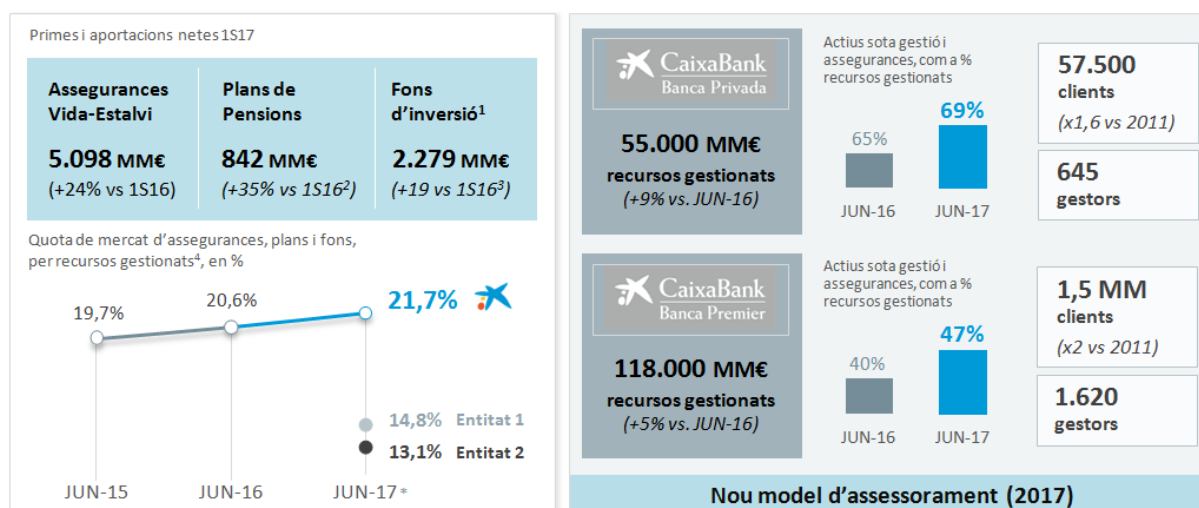 Primes i aportacions netes 1S17
Assegurances
Vida-Estalvi
5.098 MM€
(+24% vs 1S16)
Plans de
Pensions
842 MM€
(+35% vs 1S16²)
Fons
d'inversió¹
2.279 MM€
(+19 vs 1S16³)
Quota de mercat d'assegurances, plans i fons,
per recursos gestionats⁴, en %
19,7%
20,6%
21,7%
14,8% Entitat 1
13,1% Entitat 2
JUN-15
JUN-16
JUN-17*
CaixaBank
Banca Privada
55.000 MM€
recursos gestionats
(+9% vs. JUN-16)
Actius sota gestió i
assegurances, com a %
recursos gestionats
65%
69%
JUN-16
JUN-17
57.500
clients
(x1,6 vs 2011)
645
gestors
CaixaBank
Banca Premier
118.000 MM€
recursos gestionats
(+5% vs. JUN-16)
Actius sota gestió i
assegurances, com a %
recursos gestionats
40%
47%
JUN-16
JUN-17
1,5 MM
clients
(x2 vs 2011)
1.620
gestors
Nou model d'assessorament (2017)